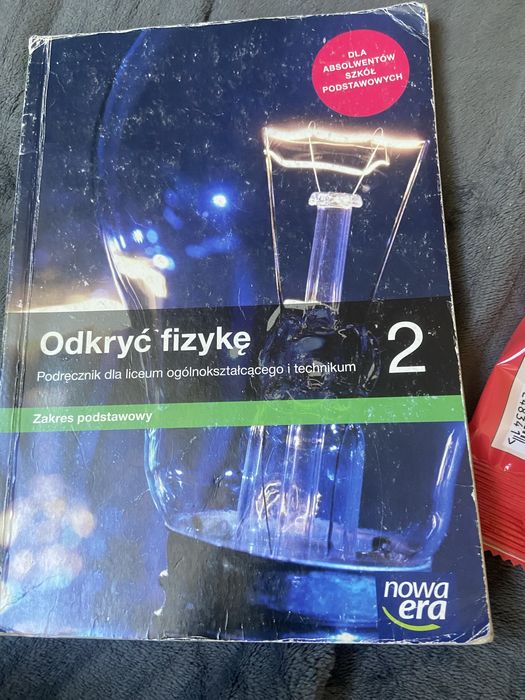 DLA
ABSOLWENTÓW
SZKÓŁ
PODSTAWOWYCH
Odkryć fizykę
2
Podręcznik dla liceum ogólnokształcącego i technikum
Zakres podstawowy
nowa
era